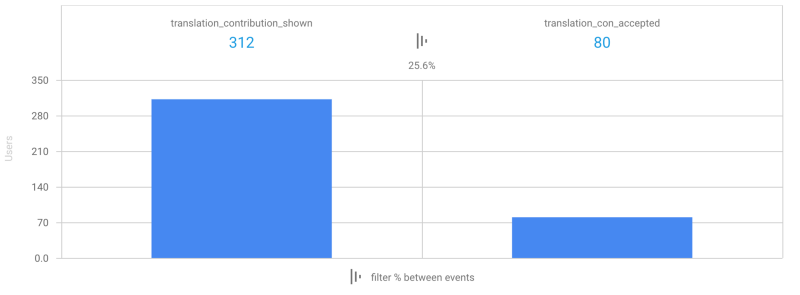 translation_contribution_shown
translation_con_accepted
312
80
25.6%
350
280
210
140
70
0.0
Users
filter % between events